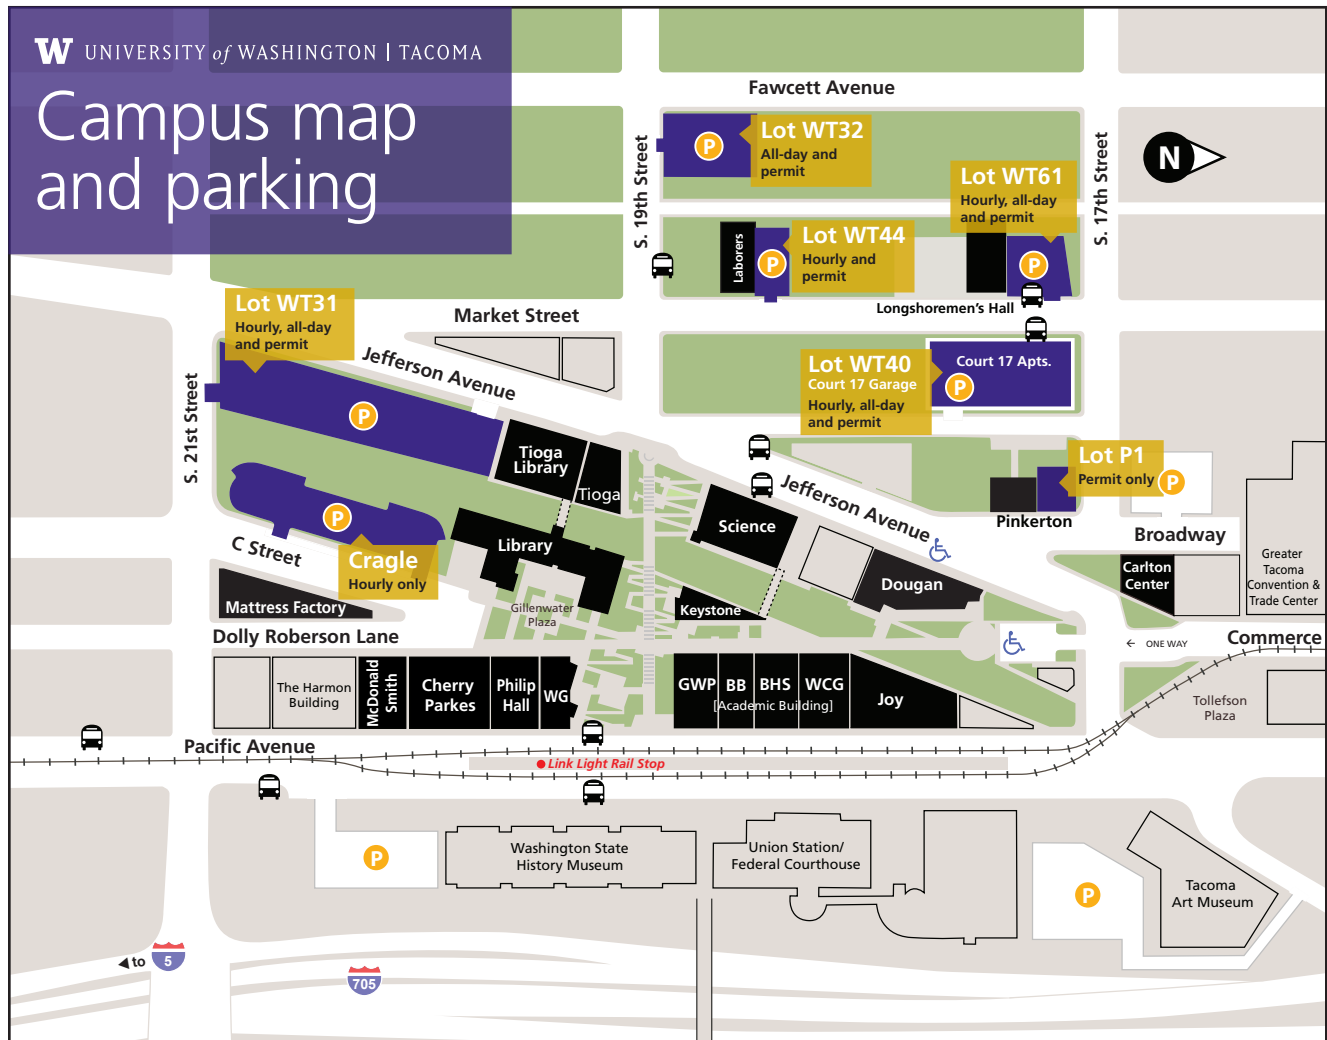 W UNIVERSITY of WASHINGTON | TACOMA
Campus map
and parking
Fawcett Avenue
S. 19th Street
S. 17th Street
N
P
Lot WT32
All-day and
permit
Lot WT61
Hourly, all-day
and permit
P
Laborers
P
Lot WT44
Hourly and
permit
Longshoremen's Hall
Lot WT31
Hourly, all-day
and permit
Market Street
Jefferson Avenue
S. 21st Street
P
Lot WT40
Court 17 Garage
Hourly, all-day
and permit
Court 17 Apts.
P
Tioga
Library
Tioga
Lot P1
Permit only
P
Pinkerton
Jefferson Avenue
Broadway
Science
P
Cragle
Hourly only
C Street
Library
Gillenwater
Plaza
Mattress Factory
Keystone
Dougan
Carlton
Center
Greater
Tacoma
Convention &
Trade Center
Dolly Roberson Lane
← ONE WAY
Commerce
The Harmon
Building
McDonald
Smith
Cherry
Parkes
Philip
Hall
WG
GWP
BB
BHS
WCG
[Academic Building]
Joy
Tollefson
Plaza
Pacific Avenue
Link Light Rail Stop
P
Washington State
History Museum
Union Station/
Federal Courthouse
P
Tacoma
Art Museum
to
5
705